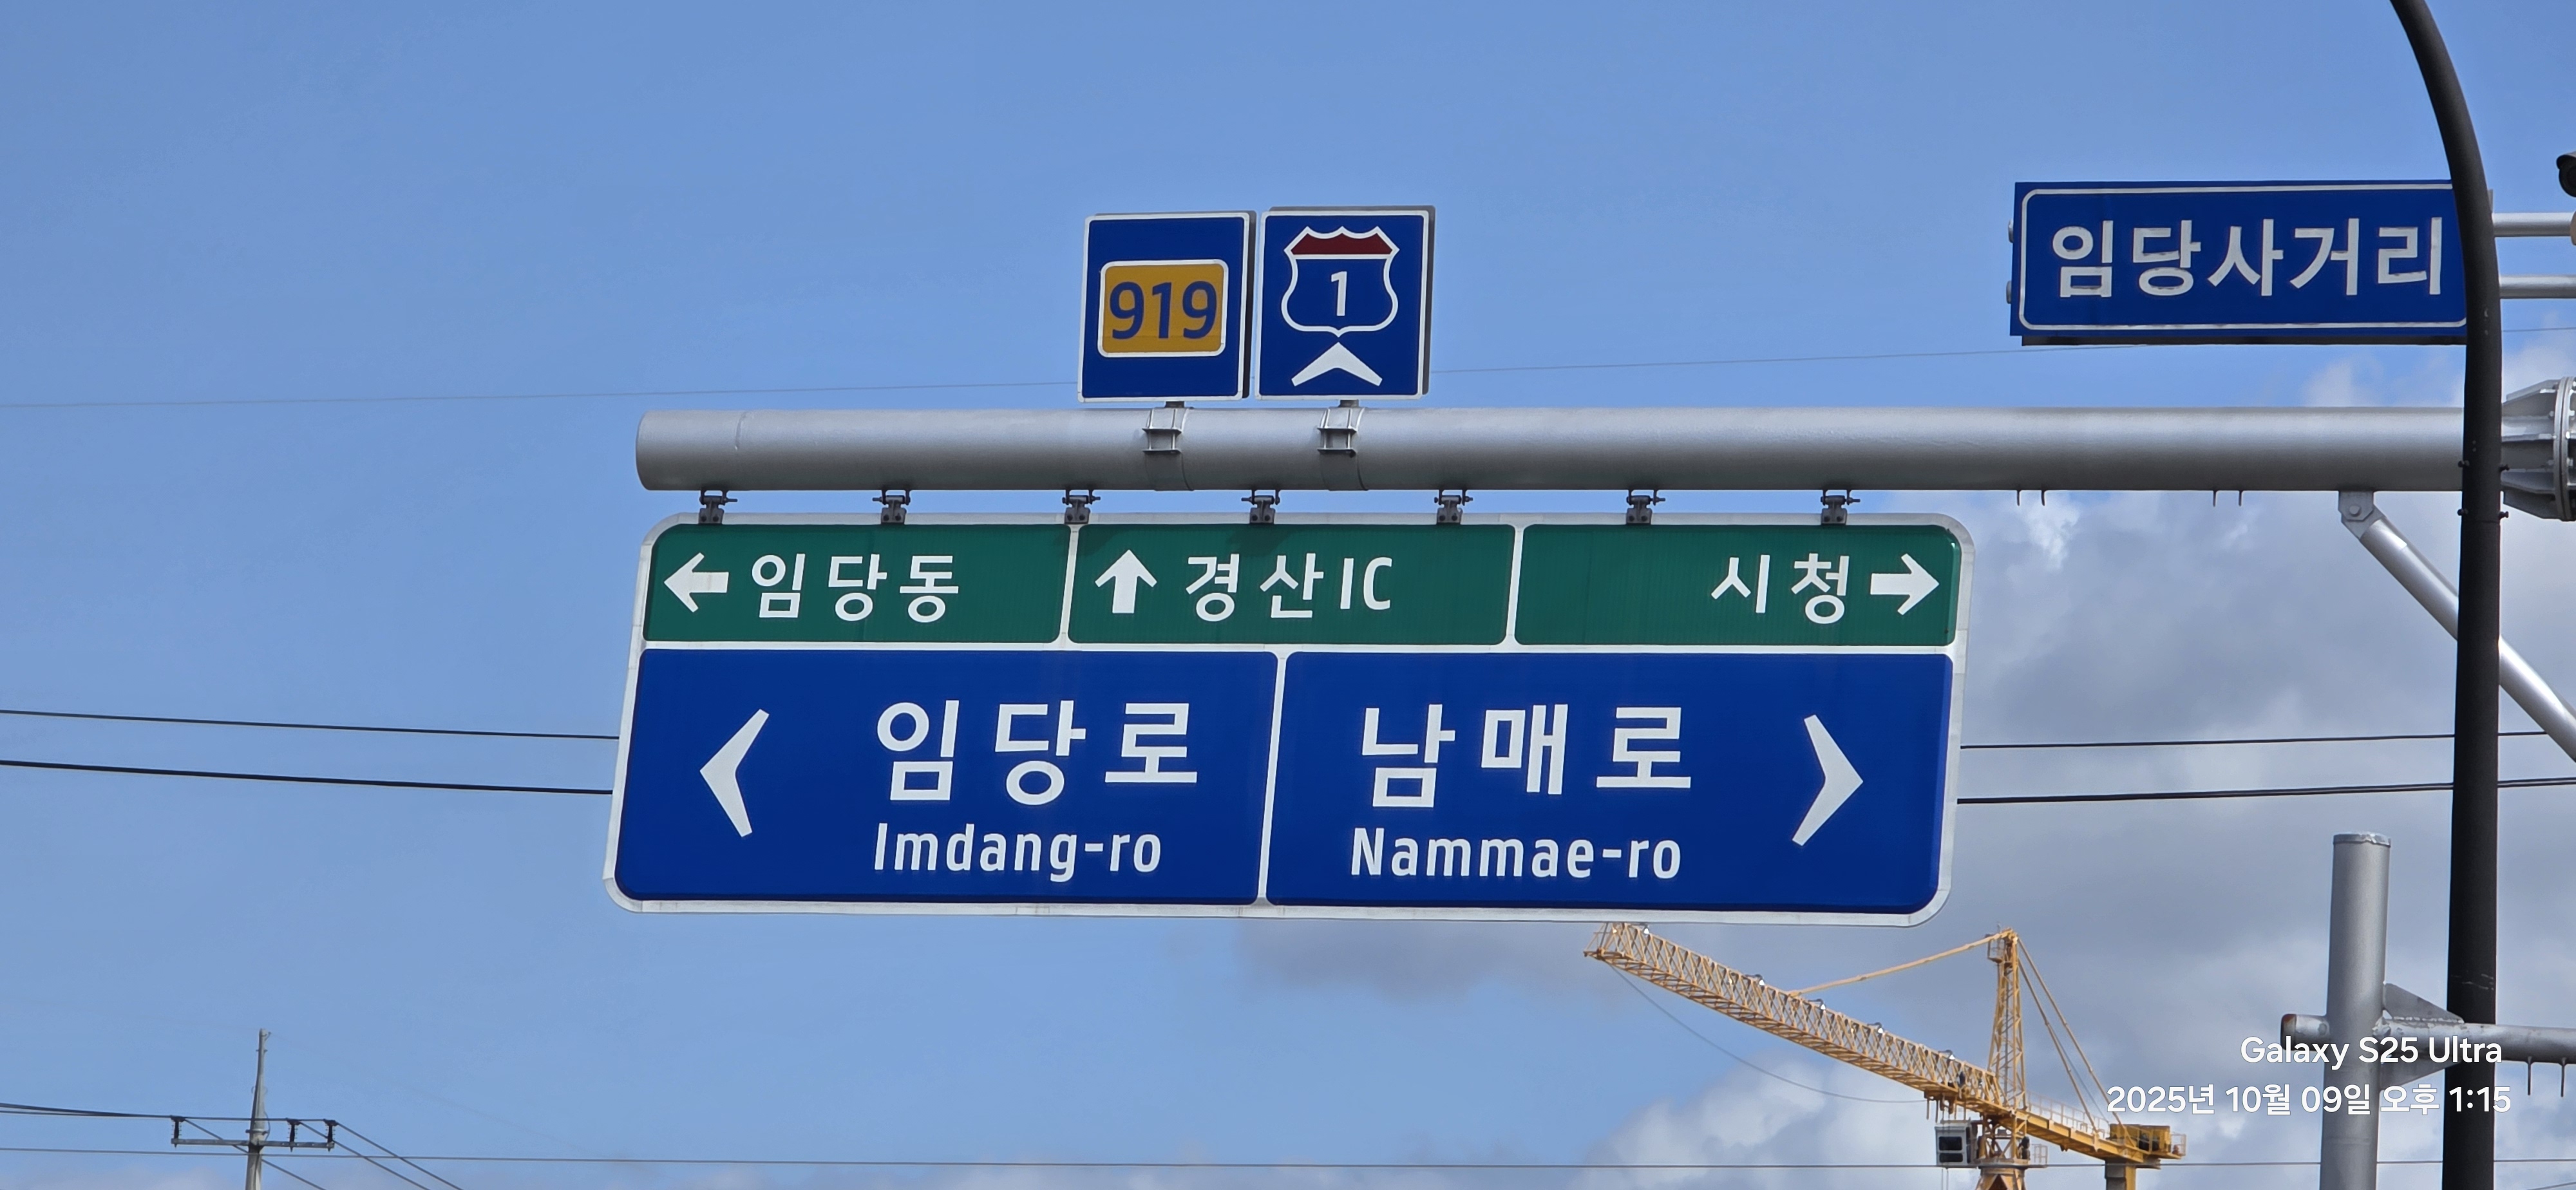 919
1
임당사거리
← 임당동
↑ 경산IC
시청 →
임당로
Imdang-ro
남매로
Nammae-ro
Galaxy S25 Ultra
2025년 10월 09일 오후 1:15